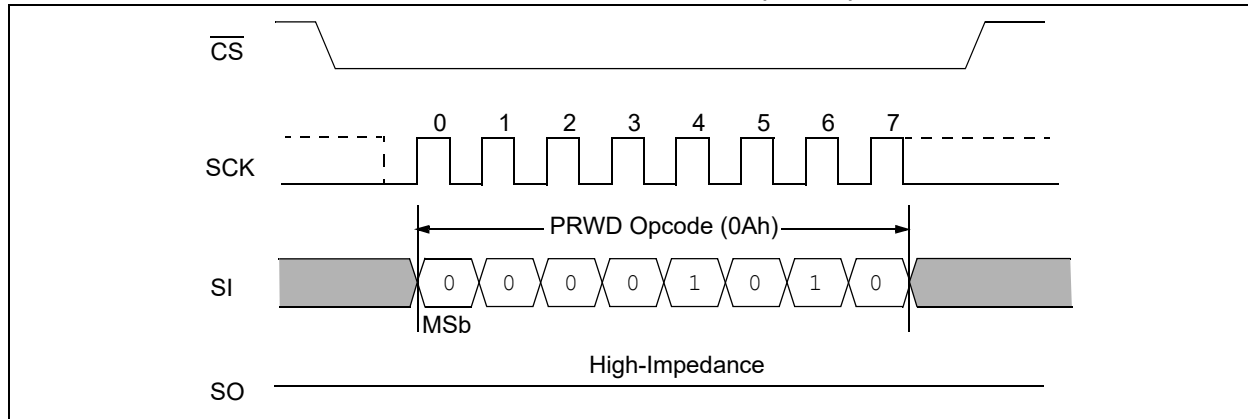 CS
0 1 2 3 4 5 6 7
SCK
PRWD Opcode (0Ah)
SI 0 0 0 0 1 0 1 0
MSb
High-Impedance
SO